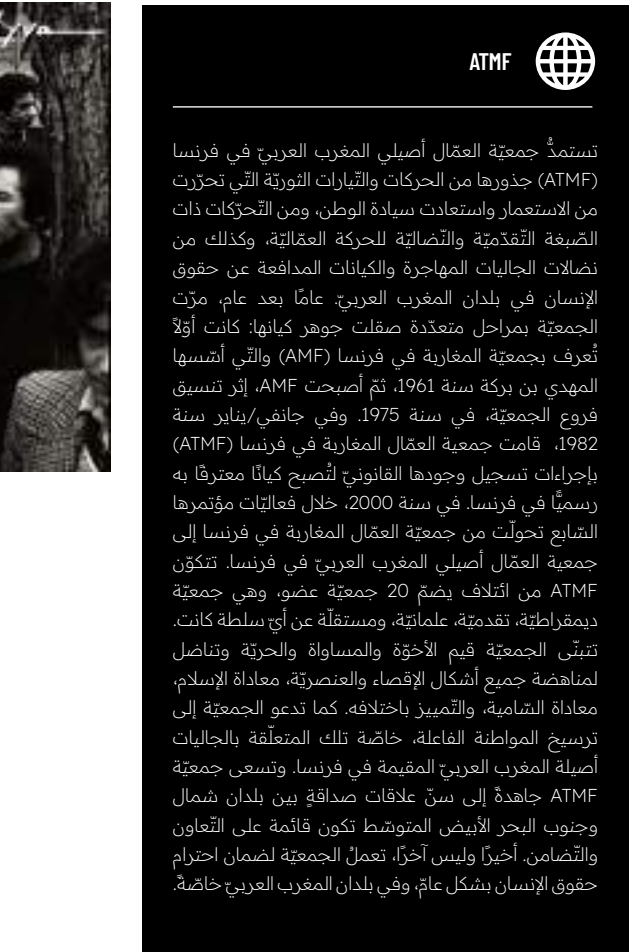 ATMF
تستمدُّ جمعيّة العمّال أصيلي المغرب العربيّ في فرنسا
(ATMF) جذورها من الحركات والتّيارات الثوريّة التّي تحرّرت
من الاستعمار واستعادت سيادة الوطن، ومن التّحرّكات ذات
الصّبغة التّقدّميّة والنّضاليّة للحركة العمّاليّة، وكذلك من
نضالات الجاليات المهاجرة والكيانات المدافعة عن حقوق
الإنسان في بلدان المغرب العربيّ. عامًا بعد عام، مرّت
الجمعيّة بمراحل متعدّدة صقلت جوهر كيانها: كانت أوّلاً
تُعرف بجمعيّة المغاربة في فرنسا (AMF) والتّي أسّسها
المهدي بن بركة سنة 1961، ثمّ أصبحت AMF، إثر تنسيق
فروع الجمعيّة، في سنة 1975. وفي جانفي/يناير سنة
1982، قامت جمعية العمّال المغاربة في فرنسا (ATMF)
بإجراءات تسجيل وجودها القانونيّ لتُصبح كيانًا معترفًا به
رسميًّا في فرنسا. في سنة 2000، خلال فعاليّات مؤتمرها
السّابع تحولّت من جمعيّة العمّال المغاربة في فرنسا إلى
جمعية العمّال أصيلي المغرب العربيّ في فرنسا. تتكوّن
ATMF من ائتلاف يضمّ 20 جمعيّة عضو، وهي جمعيّة
ديمقراطيّة، تقدميّة، علمانيّة، ومستقلّة عن أيّ سلطة كانت.
تتبنّى الجمعيّة قيم الأخوّة والمساواة والحريّة وتناضل
لمناهضة جميع أشكال الإقصاء والعنصريّة، معاداة الإسلام،
معاداة السّامية، والتّمييز باختلافه. كما تدعو الجمعيّة إلى
ترسيخ المواطنة الفاعلة، خاصّة تلك المتعلّقة بالجاليات
أصيلة المغرب العربيّ المقيمة في فرنسا. وتسعى جمعيّة
ATMF جاهدةً إلى سنّ علاقات صداقةٍ بين بلدان شمال
وجنوب البحر الأبيض المتوسّط تكون قائمة على التّعاون
والتّضامن. أخيرًا وليس آخرًا، تعملُ الجمعيّة لضمان احترام
حقوق الإنسان بشكل عامّ، وفي بلدان المغرب العربيّ خاصّةً.